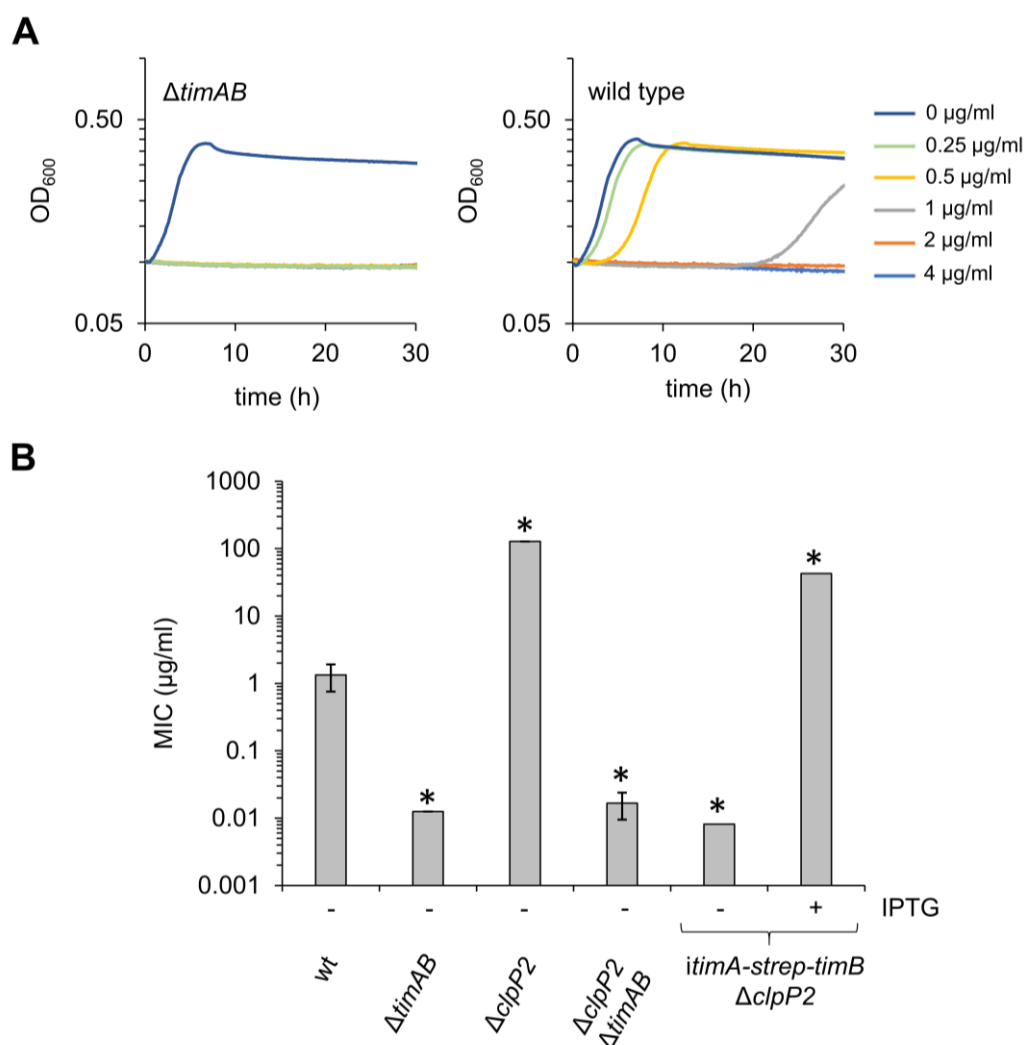 A
ΔtimAB
0.50
0.05
OD600
0 10 20 30
time (h)
wild type
0.50
0.05
OD600
0 10 20 30
time (h)
0 µg/ml
0.25 µg/ml
0.5 µg/ml
1 µg/ml
2 µg/ml
4 µg/ml
B
MIC (µg/ml)
1000
100
10
1
0.1
0.01
0.001
* * * * *
- - - - - + IPTG
wt
ΔtimAB
ΔclpP2
ΔclpP2
ΔtimAB
itimA-strep-timB
ΔclpP2